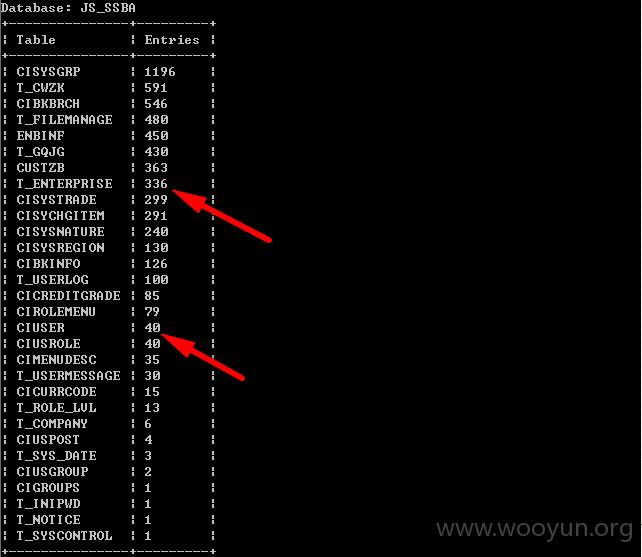 Database: JS_SSBA
+---------------+---------+
¦ Table ¦ Entries ¦
+---------------+---------+
¦ CISYSGRP ¦ 1196 ¦
¦ T_CWZK ¦ 591 ¦
¦ CIBKBRCH ¦ 546 ¦
¦ T_FILEMANAGE ¦ 480 ¦
¦ ENBINF ¦ 450 ¦
¦ T_GQJG ¦ 430 ¦
¦ CUSTZB ¦ 363 ¦
¦ T_ENTERPRISE ¦ 336 ¦
¦ CISYSTRADE ¦ 299 ¦
¦ CISYCHGITEM ¦ 291 ¦
¦ CISYSNATURE ¦ 240 ¦
¦ CISYSREGION ¦ 130 ¦
¦ CIBKINFO ¦ 126 ¦
¦ T_USERLOG ¦ 100 ¦
¦ CICREDITGRADE ¦ 85 ¦
¦ CIROLEMENU ¦ 79 ¦
¦ CIUSER ¦ 40 ¦
¦ CIUSROLE ¦ 40 ¦
¦ CIMENUDESC ¦ 35 ¦
¦ T_USERMESSAGE ¦ 30 ¦
¦ CICURRCODE ¦ 15 ¦
¦ T_ROLE_LVL ¦ 13 ¦
¦ T_COMPANY ¦ 6 ¦
¦ CIUSPOST ¦ 4 ¦
¦ T_SYS_DATE ¦ 3 ¦
¦ CIUSGROUP ¦ 2 ¦
¦ CIGROUPS ¦ 1 ¦
¦ T_INIPWD ¦ 1 ¦
¦ T_NOTICE ¦ 1 ¦
¦ T_SYSCONTROL ¦ 1 ¦
+---------------+---------+
www.wooyun.org